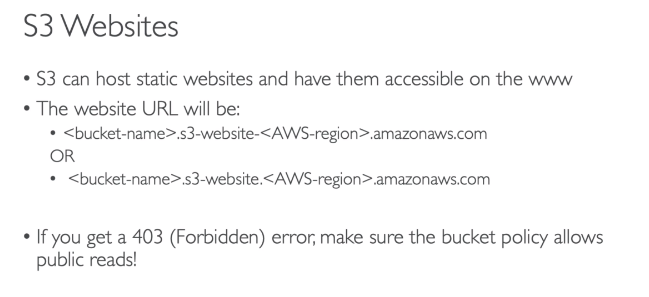 S3 Websites
• S3 can host static websites and have them accessible on the www
• The website URL will be:
• <bucket-name>.s3-website-<AWS-region>.amazonaws.com
OR
• <bucket-name>.s3-website.<AWS-region>.amazonaws.com
• If you get a 403 (Forbidden) error, make sure the bucket policy allows
public reads!